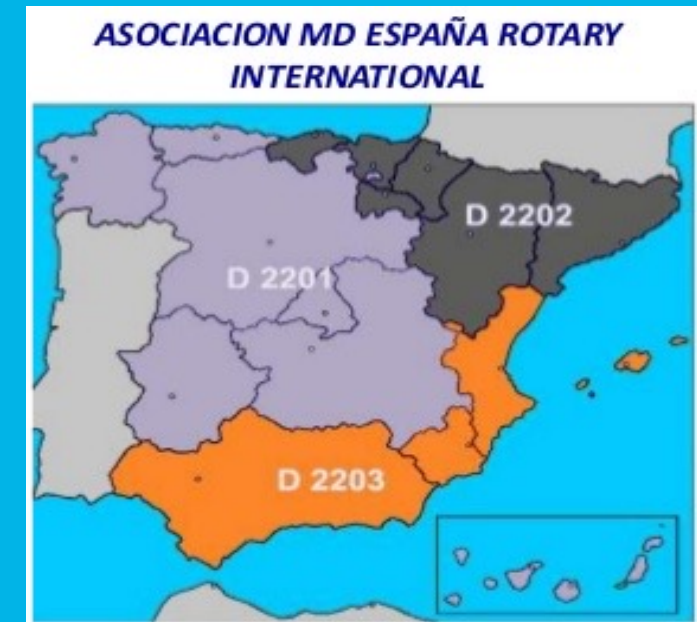 ASOCIACION MD ESPAÑA ROTARY
INTERNATIONAL
D 2202
D 2201
D 2203